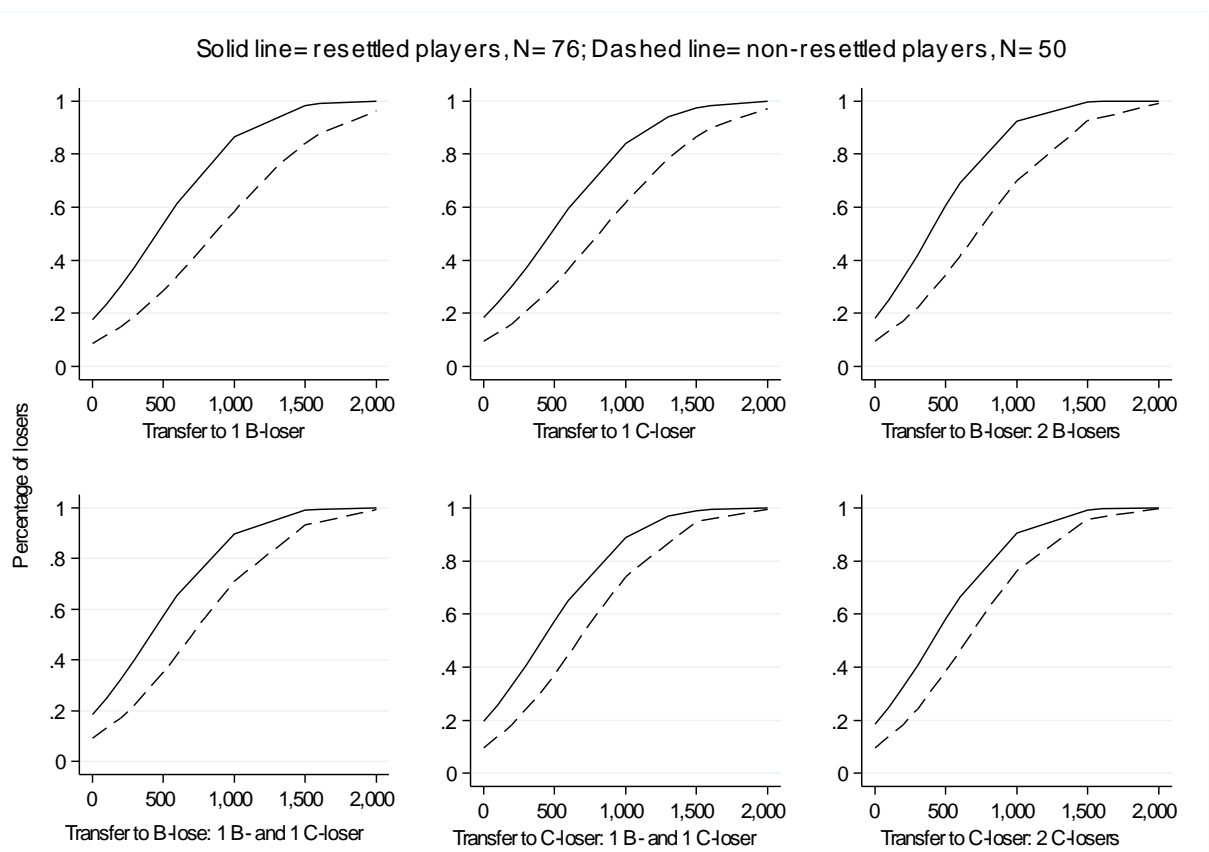 Solid line= resettled players, N= 76; Dashed line= non-resettled players, N= 50
Percentage of losers
1
.8
.6
.4
.2
0
0 500 1,000 1,500 2,000
Transfer to 1 B-loser
1
.8
.6
.4
.2
0
0 500 1,000 1,500 2,000
Transfer to 1 C-loser
1
.8
.6
.4
.2
0
0 500 1,000 1,500 2,000
Transfer to B-loser: 2 B-losers
1
.8
.6
.4
.2
0
0 500 1,000 1,500 2,000
Transfer to B-lose: 1 B- and 1 C-loser
1
.8
.6
.4
.2
0
0 500 1,000 1,500 2,000
Transfer to C-loser: 1 B- and 1 C-loser
1
.8
.6
.4
.2
0
0 500 1,000 1,500 2,000
Transfer to C-loser: 2 C-losers